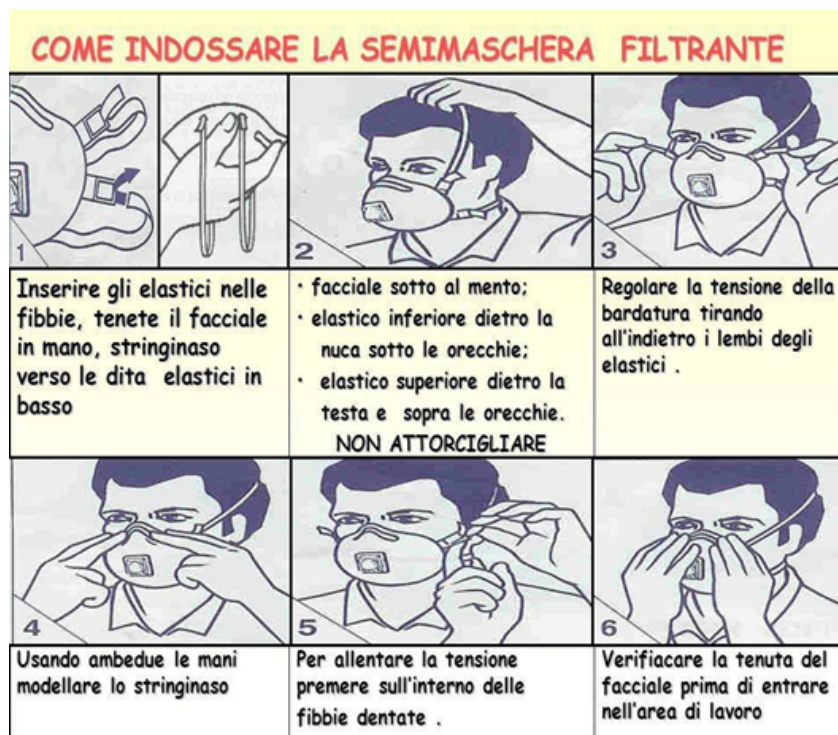 COME INDOSSARE LA SEMIMASCHERA FILTRANTE
1
2
3
Inserire gli elastici nelle
fibbie, tenete il facciale
in mano, stringinaso
verso le dita elastici in
basso
· facciale sotto al mento;
· elastico inferiore dietro la
nuca sotto le orecchie;
· elastico superiore dietro la
testa e sopra le orecchie.
NON ATTORCIGLIARE
Regolare la tensione della
bardatura tirando
all'indietro i lembi degli
elastici .
4
5
6
Usando ambedue le mani
modellare lo stringinaso
Per allentare la tensione
premere sull'interno delle
fibbie dentate .
Verifiacare la tenuta del
facciale prima di entrare
nell'area di lavoro